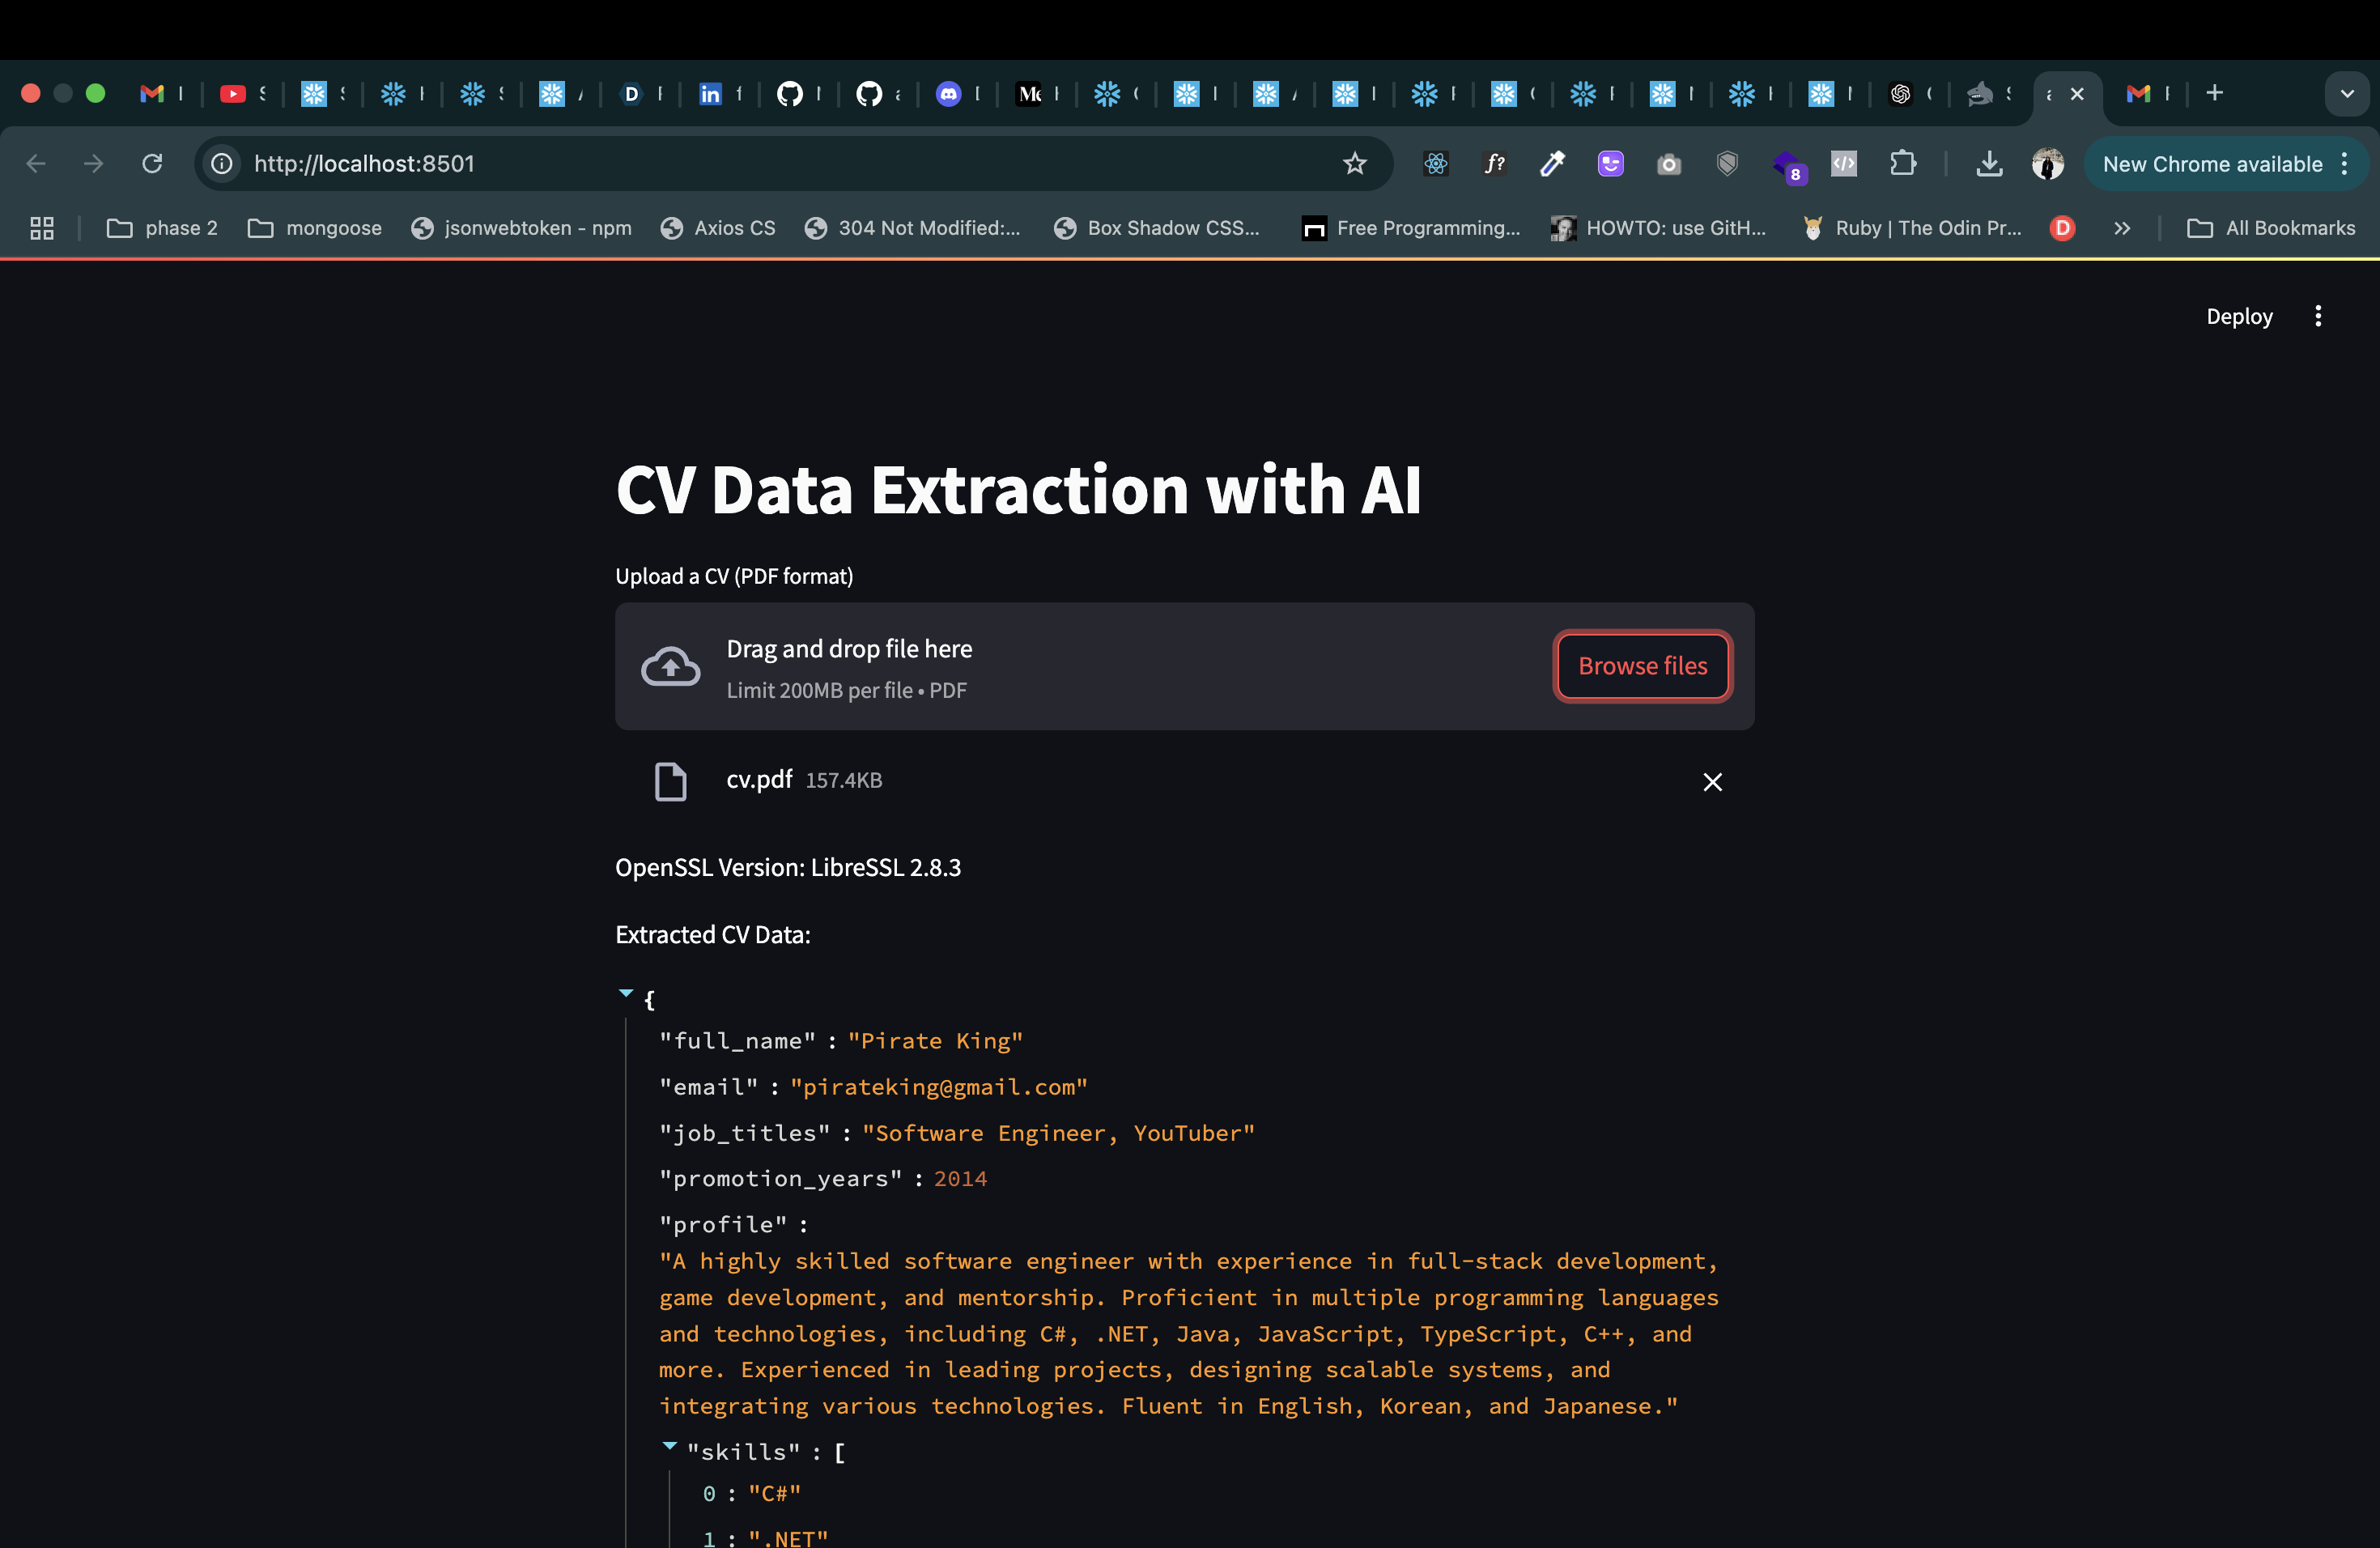 http://localhost:8501
8
New Chrome available
phase 2
mongoose
jsonwebtoken - npm
Axios CS
304 Not Modified:...
Box Shadow CSS...
Free Programming...
HOWTO: use GitH...
Ruby | The Odin Pr...
D
All Bookmarks
Deploy
CV Data Extraction with AI
Upload a CV (PDF format)
Drag and drop file here
Limit 200MB per file • PDF
Browse files
cv.pdf 157.4KB
OpenSSL Version: LibreSSL 2.8.3
Extracted CV Data:
{
"full_name" : "Pirate King"
"email" : "pirateking@gmail.com"
"job_titles" : "Software Engineer, YouTuber"
"promotion_years" : 2014
"profile" :
"A highly skilled software engineer with experience in full-stack development,
game development, and mentorship. Proficient in multiple programming languages
and technologies, including C#, .NET, Java, JavaScript, TypeScript, C++, and
more. Experienced in leading projects, designing scalable systems, and
integrating various technologies. Fluent in English, Korean, and Japanese."
"skills" : [
0 : "C#"
1 : ".NET"